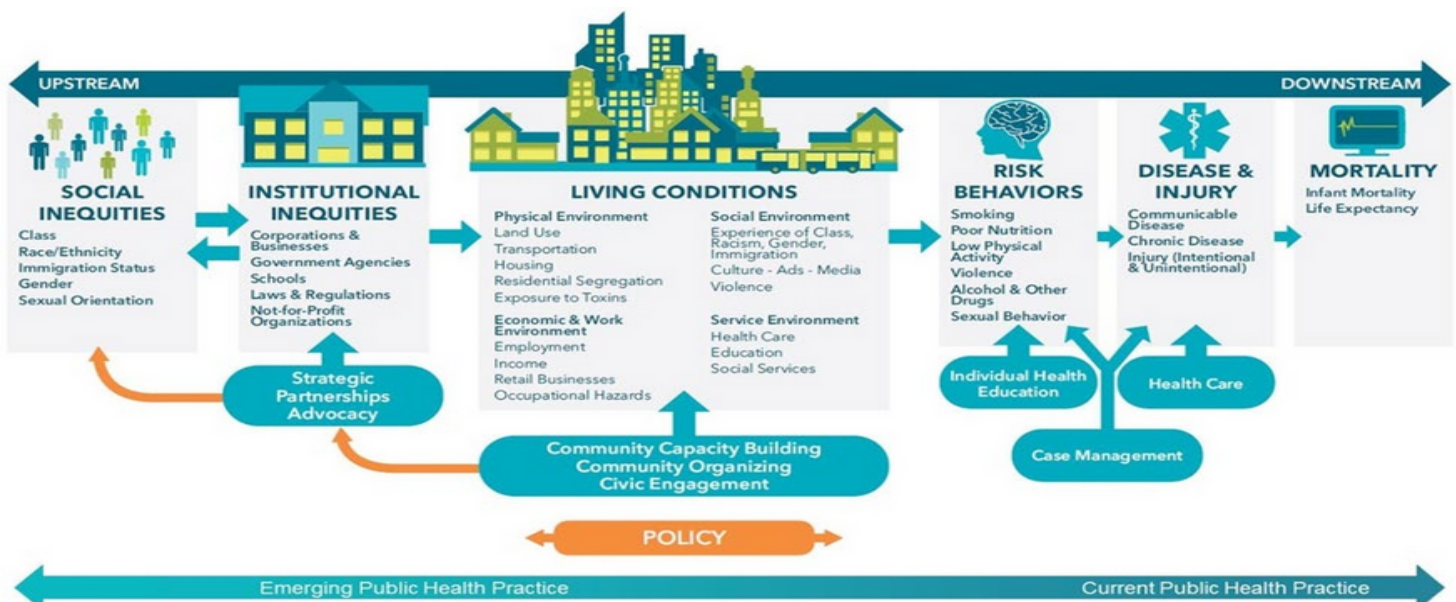 UPSTREAM
DOWNSTREAM
SOCIAL
INEQUITIES
Class
Race/Ethnicity
Immigration Status
Gender
Sexual Orientation
INSTITUTIONAL
INEQUITIES
Corporations &
Businesses
Government Agencies
Schools
Laws & Regulations
Not-for-Profit
Organizations
LIVING CONDITIONS
Physical Environment
Land Use
Transportation
Housing
Residential Segregation
Exposure to Toxins
Economic & Work
Environment
Employment
Income
Retail Businesses
Occupational Hazards
Social Environment
Experience of Class,
Racism, Gender,
Immigration
Culture - Ads - Media
Violence
Service Environment
Health Care
Education
Social Services
RISK
BEHAVIORS
Smoking
Poor Nutrition
Low Physical
Activity
Violence
Alcohol & Other
Drugs
Sexual Behavior
DISEASE &
INJURY
Communicable
Disease
Chronic Disease
Injury (Intentional
& Unintentional)
MORTALITY
Infant Mortality
Life Expectancy
Strategic
Partnerships
Advocacy
Community Capacity Building
Community Organizing
Civic Engagement
Individual Health
Education
Health Care
Case Management
POLICY
Emerging Public Health Practice
Current Public Health Practice